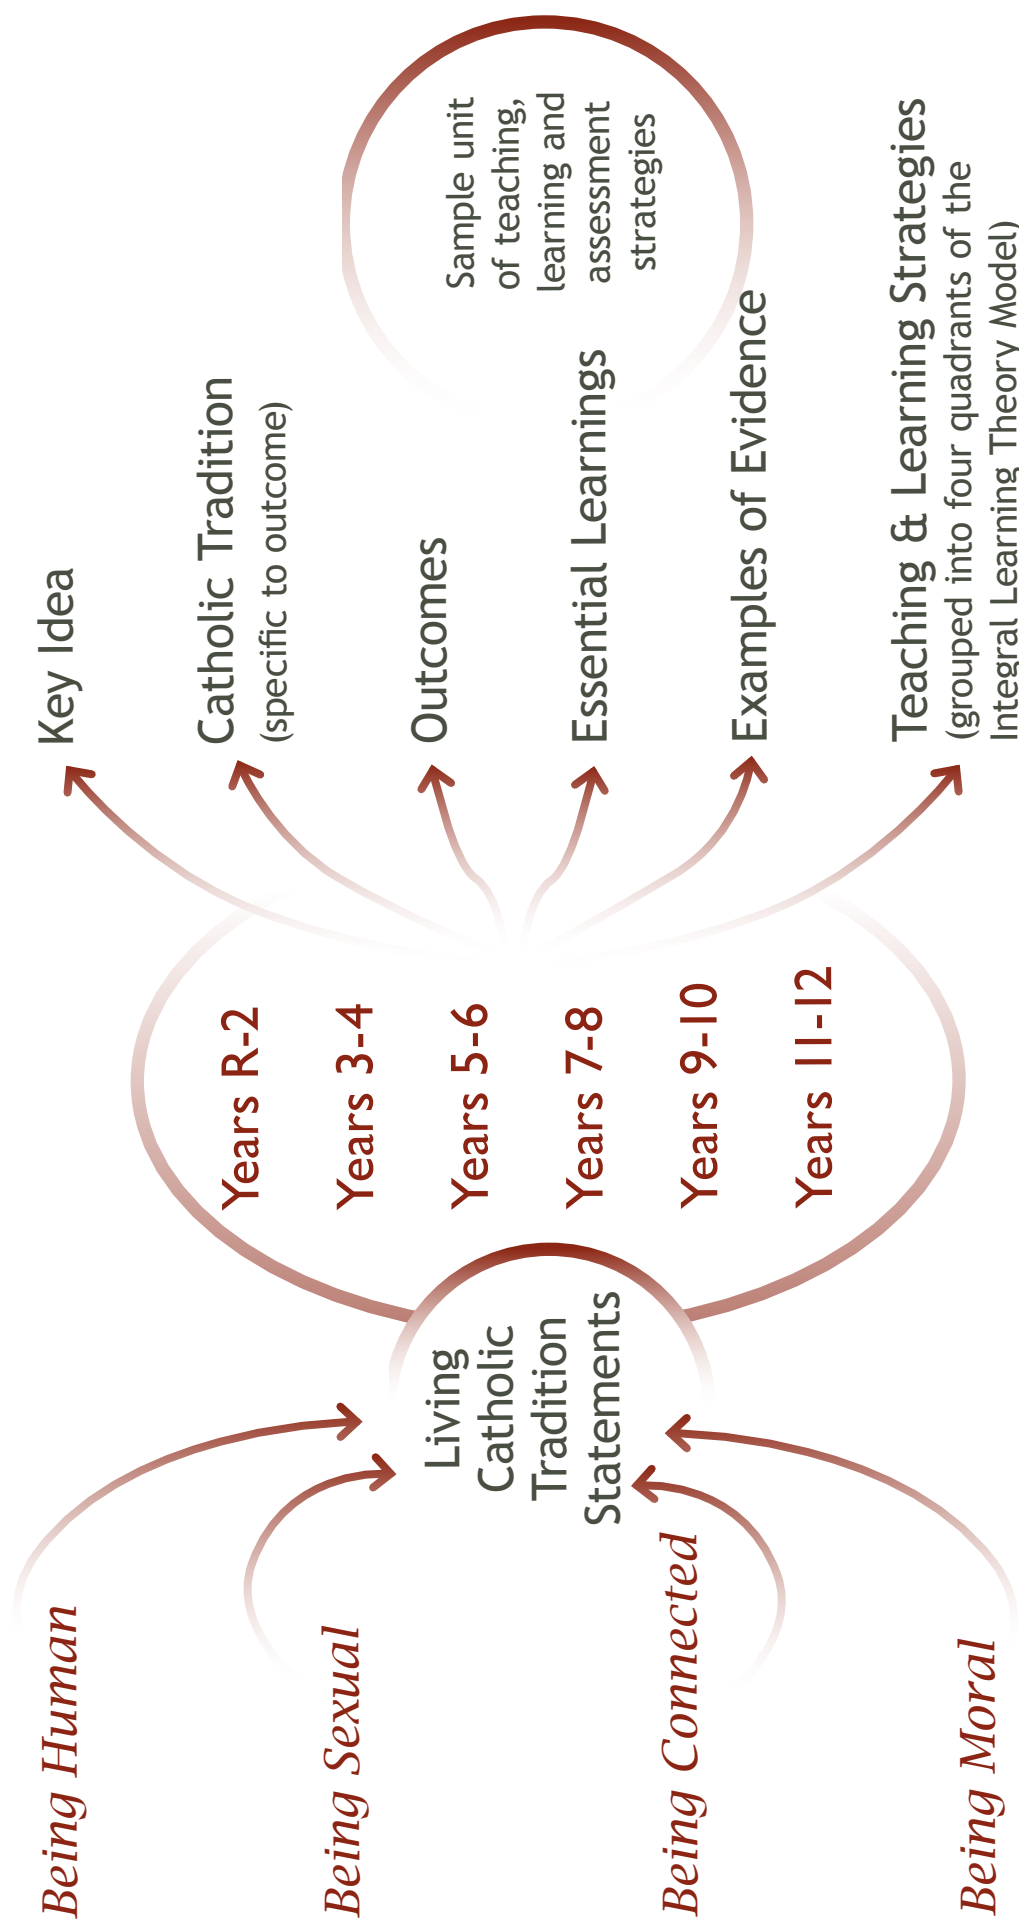 Being Human
Being Sexual
Being Connected
Being Moral
Living
Catholic
Tradition
Statements
Years R-2
Years 3-4
Years 5-6
Years 7-8
Years 9-10
Years 11-12
Key Idea
Catholic Tradition
(specific to outcome)
Outcomes
Essential Learnings
Examples of Evidence
Teaching & Learning Strategies
(grouped into four quadrants of the
Integral Learning Theory Model)
Sample unit
of teaching,
learning and
assessment
strategies